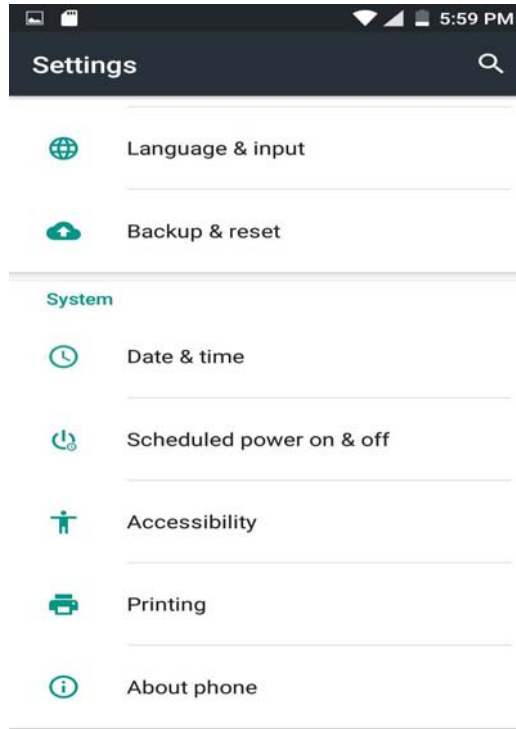 5:59 PM
Settings
Language & input
Backup & reset
System
Date & time
Scheduled power on & off
Accessibility
Printing
About phone